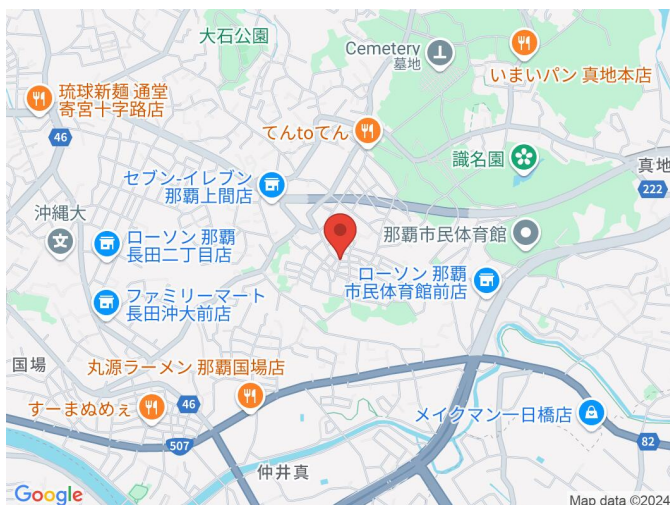 大石公園
Cemetery
墓地
いまいパン 真地本店
琉球新麺 通堂
寄宮十字路店
46
てんtoてん
識名園
真地
セブン-イレブン
那覇上間店
222
沖縄大
ローソン 那覇
長田二丁目店
那覇市民体育館
ローソン 那覇
市民体育館前店
ファミリーマート
長田沖大前店
国場
丸源ラーメン 那覇国場店
すーまぬめぇ
46
メイクマン一日橋店
507
82
仲井真
Google
Map data ©2024